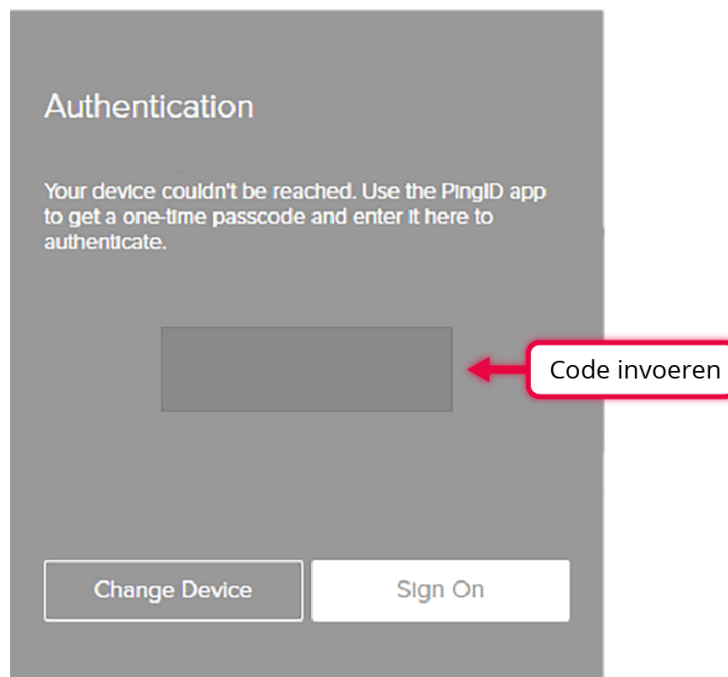 Authentication
Your device couldn't be reached. Use the PingID app
to get a one-time passcode and enter it here to
authenticate.
Code invoeren
Change Device
Sign On